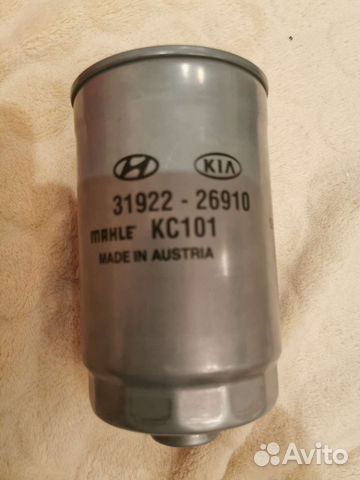 KIA
31922 - 26910
MAHLE KC101
MADE IN AUSTRIA
Avito